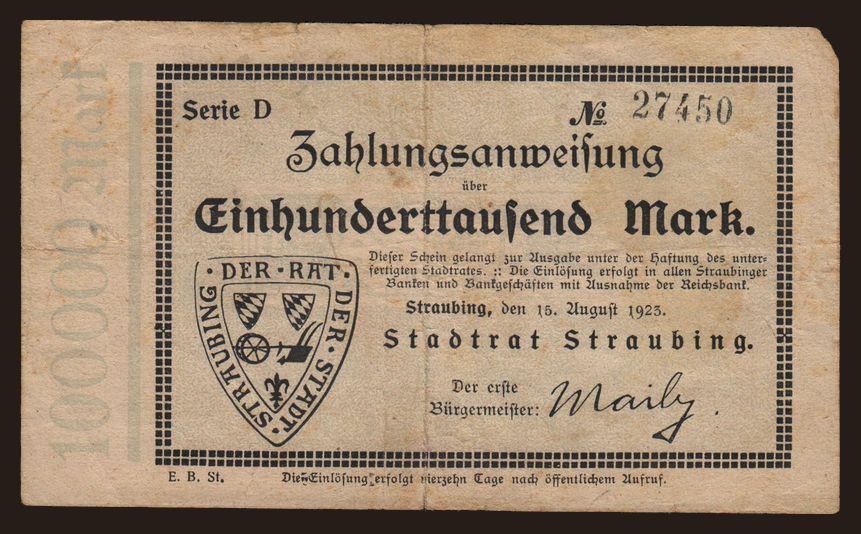 100000 Mark
Serie D
№ 27450
Zahlungsanweiſung
über
Einhunderttauſend Mark.
Dieſer Schein gelangt zur Ausgabe unter der Haftung des unter-
fertigten Stadtrates. :: Die Einlöſung erfolgt in allen Straubinger
Banken und Bankgeſchäften mit Ausnahme der Reichsbank.
Straubing, den 15. Auguſt 1923.
Stadtrat Straubing.
· DER · RAT · DER · STADT · STRAUBING
Der erſte
Bürgermeiſter: Maily.
E. B. St.
Die Einlöſung erfolgt vierzehn Tage nach öffentlichem Aufruf.